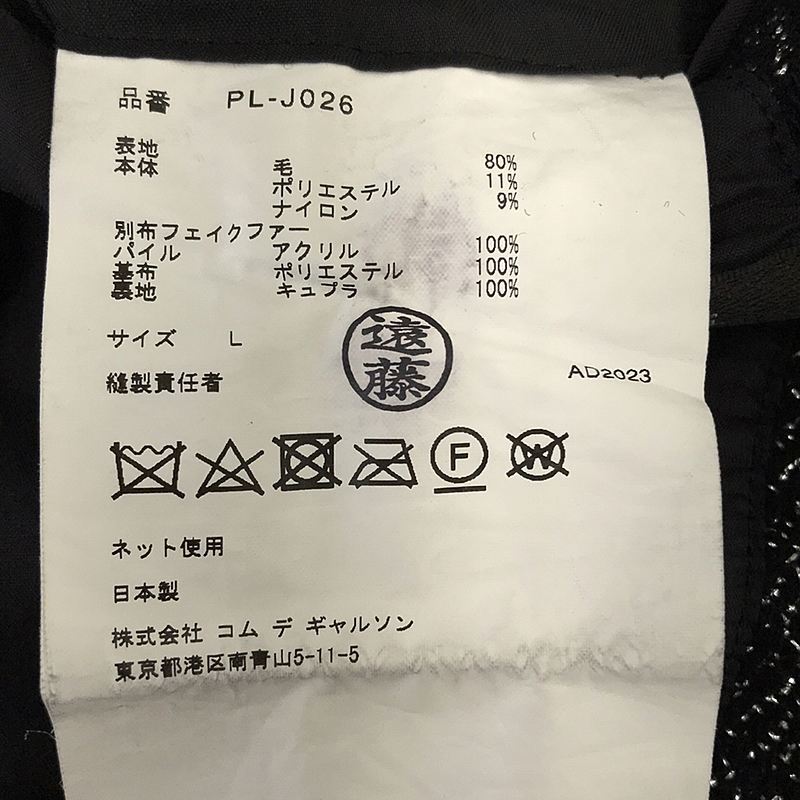 品番 PL-J026
表地
本体 毛 80%
ポリエステル 11%
ナイロン 9%
別布フェイクファー
パイル アクリル 100%
基布 ポリエステル 100%
裏地 キュプラ 100%
サイズ L
縫製責任者 遠藤 AD2023
F W
ネット使用
日本製
株式会社 コム デ ギャルソン
東京都港区南青山5-11-5